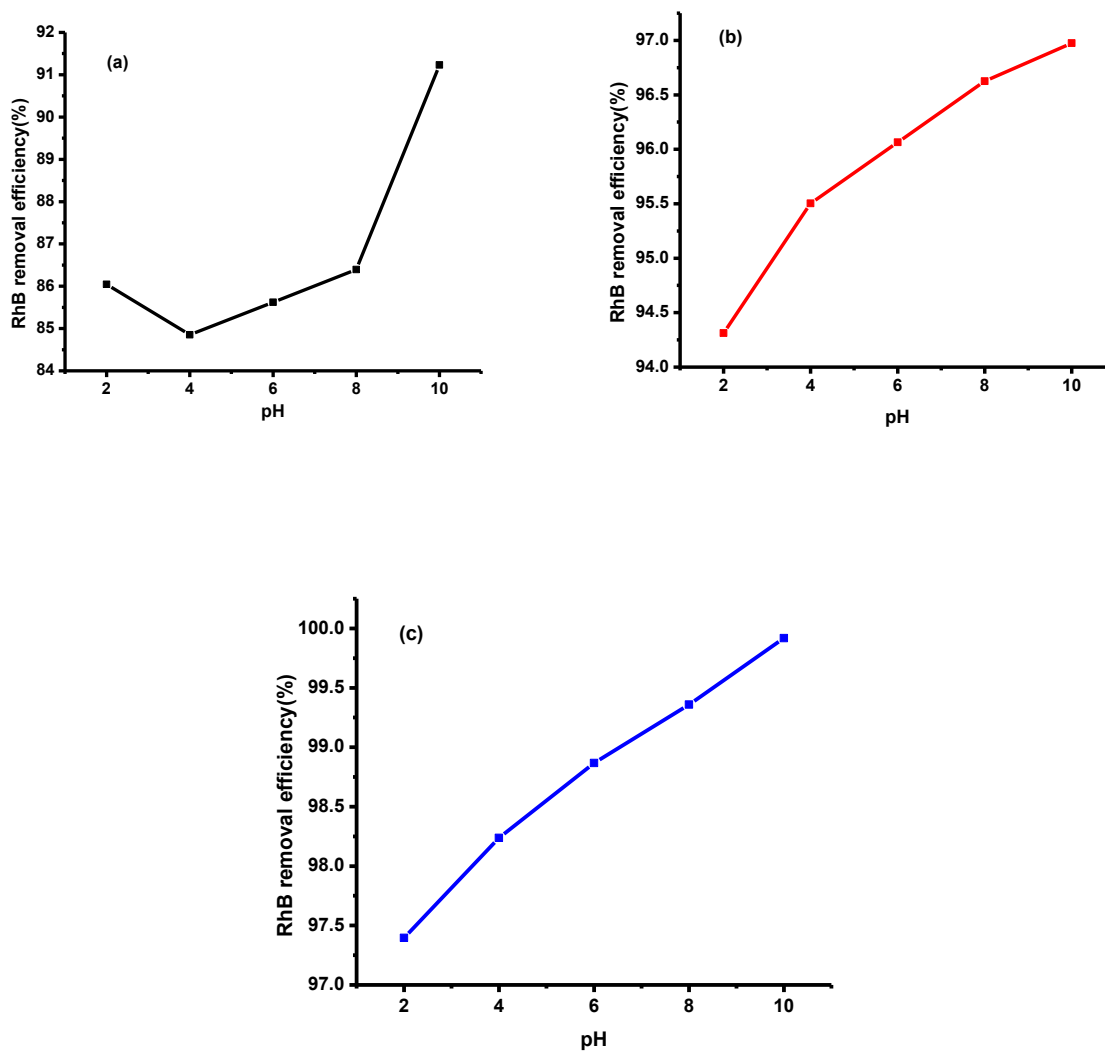 (a)
RhB removal efficiency(%)
92
91
90
89
88
87
86
85
84
2 4 6 8 10
pH
(b)
RhB removal efficiency(%)
97.0
96.5
96.0
95.5
95.0
94.5
94.0
2 4 6 8 10
pH
(c)
RhB removal efficiency(%)
100.0
99.5
99.0
98.5
98.0
97.5
97.0
2 4 6 8 10
pH